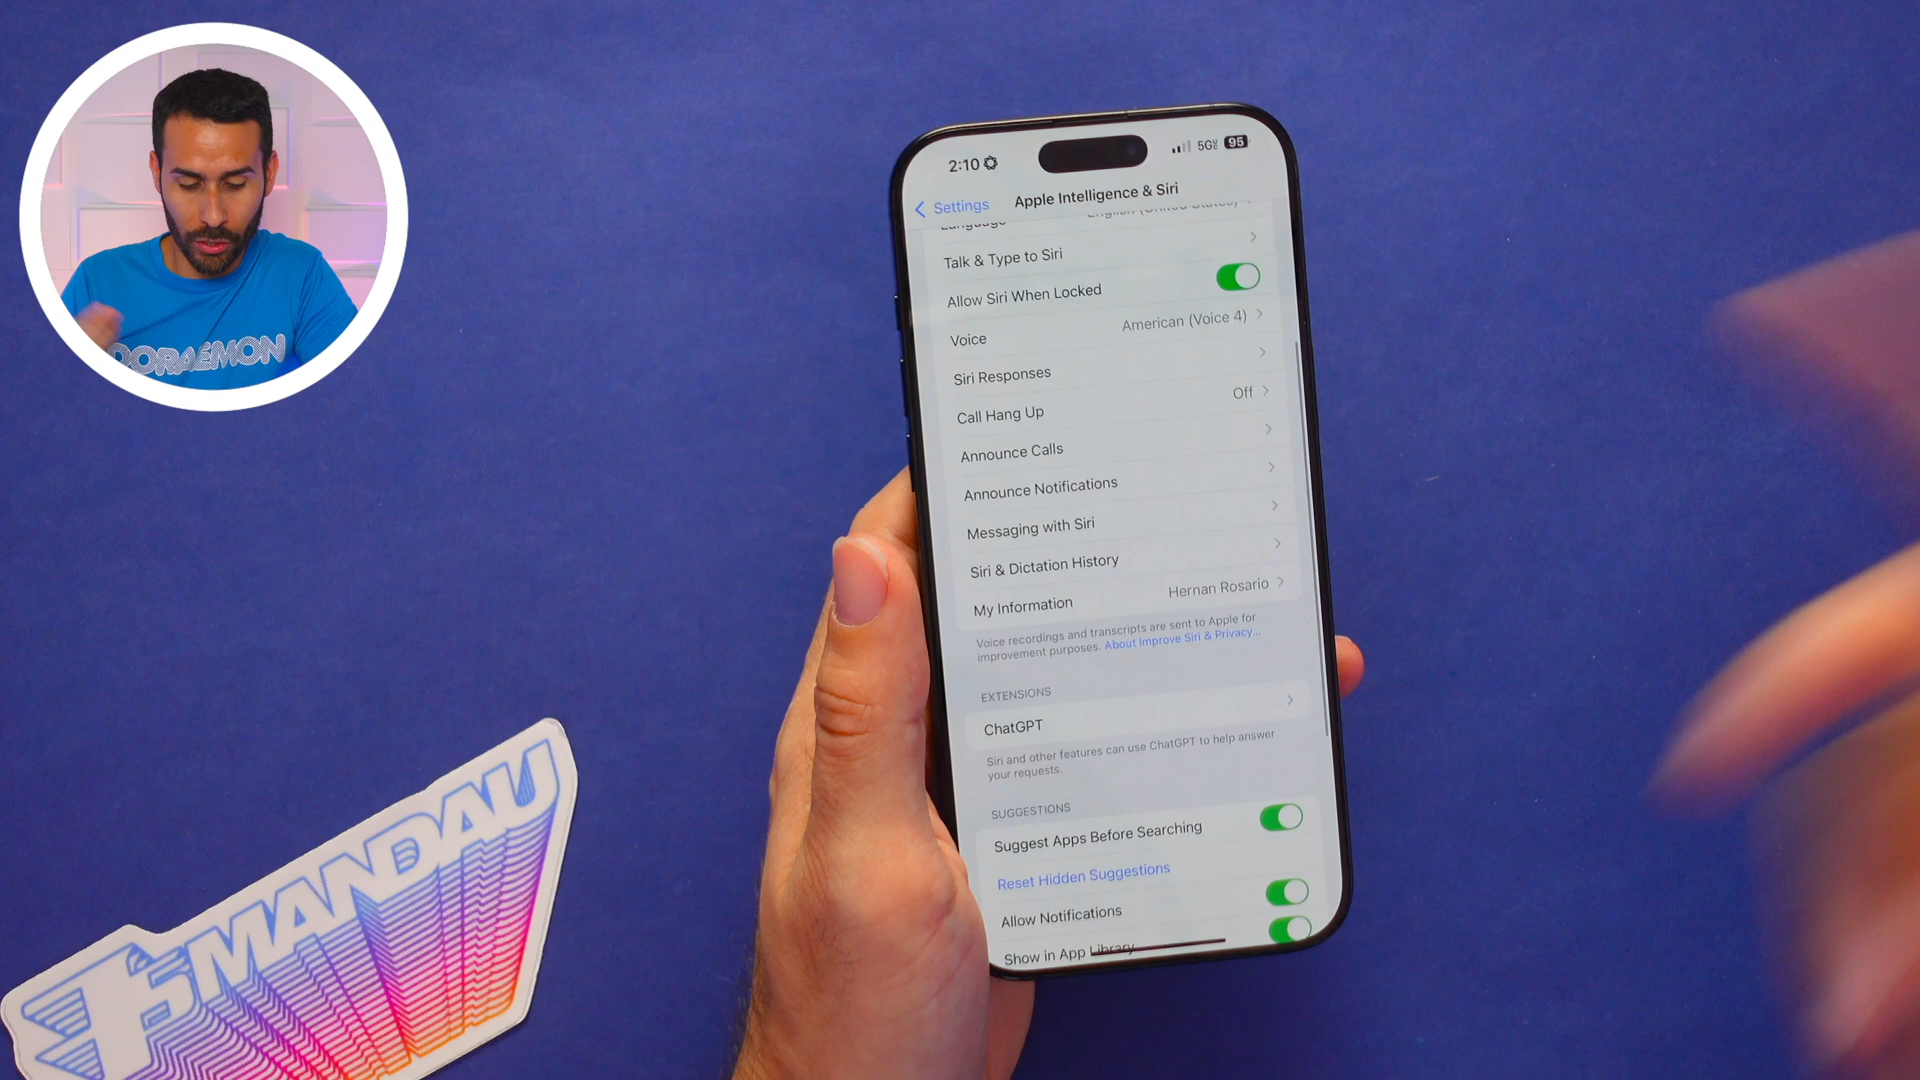 DORAEMON
2:10
5G
95
Settings
Apple Intelligence & Siri
Language
English (United States)
Talk & Type to Siri
Allow Siri When Locked
Voice
American (Voice 4)
Siri Responses
Call Hang Up
Off
Announce Calls
Announce Notifications
Messaging with Siri
Siri & Dictation History
My Information
Hernan Rosario
Voice recordings and transcripts are sent to Apple for
improvement purposes. About Improve Siri & Privacy...
EXTENSIONS
ChatGPT
Siri and other features can use ChatGPT to help answer
your requests.
SUGGESTIONS
Suggest Apps Before Searching
Reset Hidden Suggestions
Allow Notifications
Show in App Library
MANDAU